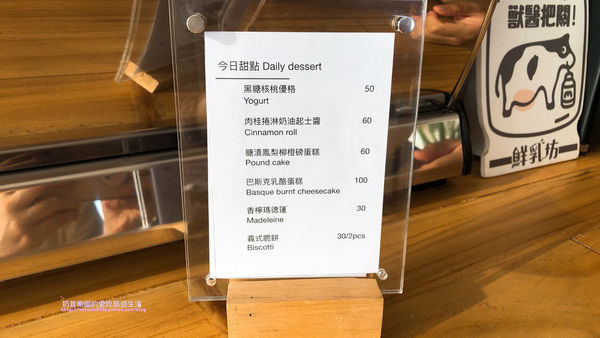 今日甜點 Daily dessert
黑糖核桃優格 50
Yogurt
肉桂捲淋奶油起士醬 60
Cinnamon roll
糖漬鳳梨柳橙磅蛋糕 60
Pound cake
巴斯克乳酪蛋糕 100
Basque burnt cheesecake
香檸瑪德蓮 30
Madeleine
義式脆餅 30/2pcs
Biscotti
獸醫把關!
鮮乳坊